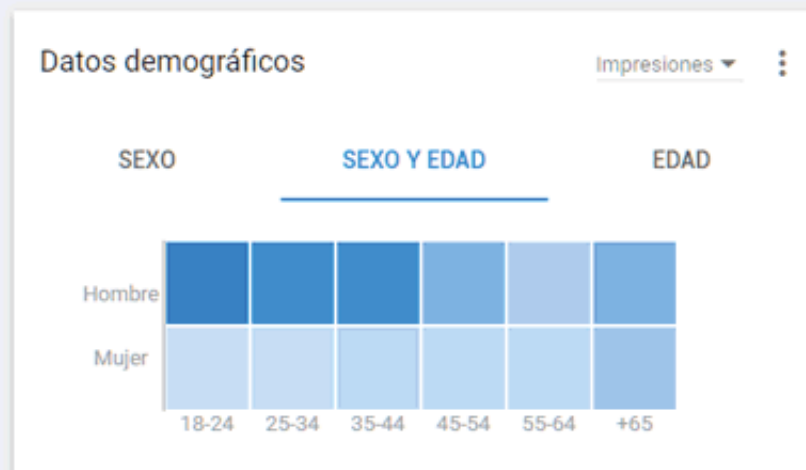 Datos demográficos
Impresiones
SEXO
SEXO Y EDAD
EDAD
Hombre
Mujer
18-24 25-34 35-44 45-54 55-64 +65